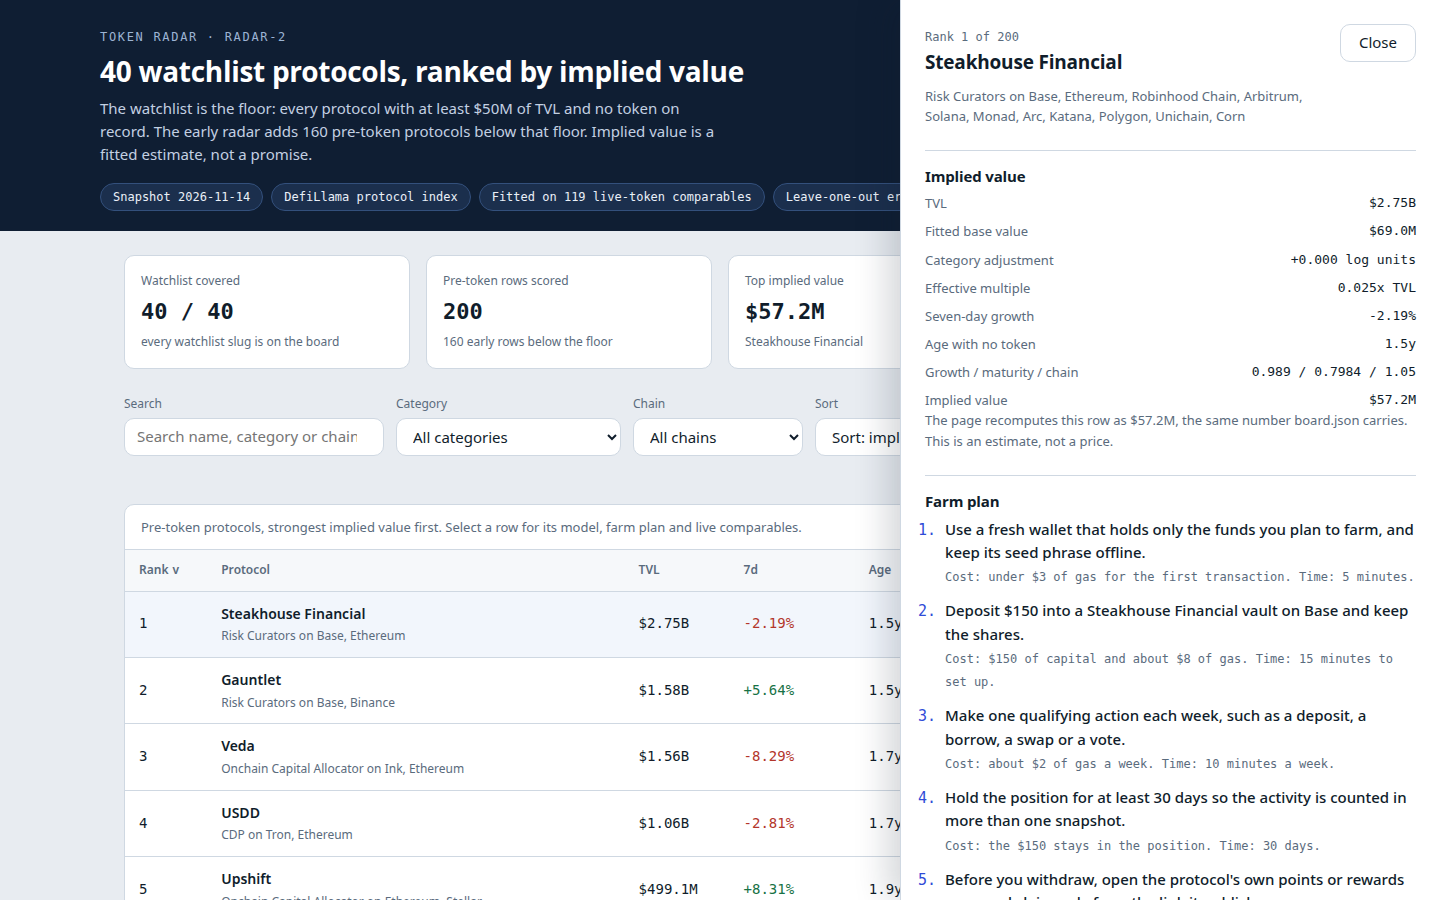 TOKEN RADAR · RADAR-2
40 watchlist protocols, ranked by implied value
The watchlist is the floor: every protocol with at least $50M of TVL and no token on
record. The early radar adds 160 pre-token protocols below that floor. Implied value is a
fitted estimate, not a promise.
Snapshot 2026-11-14
DefiLlama protocol index
Fitted on 119 live-token comparables
Leave-one-out
Watchlist covered
40 / 40
every watchlist slug is on the board
Pre-token rows scored
200
160 early rows below the floor
Top implied value
$57.2M
Steakhouse Financial
Search
Search name, category or chain
Category
All categories
Chain
All chains
Sort
Sort:
Pre-token protocols, strongest implied value first. Select a row for its model, farm plan and live comparables.
Rank v Protocol TVL 7d Age
1 Steakhouse Financial $2.75B -2.19% 1.5y
Risk Curators on Base, Ethereum
2 Gauntlet $1.58B +5.64% 1.5y
Risk Curators on Base, Binance
3 Veda $1.56B -8.29% 1.7y
Onchain Capital Allocator on Ink, Ethereum
4 USDD $1.06B -2.81% 1.7y
CDP on Tron, Ethereum
5 Upshift $499.1M +8.31% 1.9y
Onchain Capital Allocator on Ethereum, Stellar
Rank 1 of 200
Steakhouse Financial
Close
Risk Curators on Base, Ethereum, Robinhood Chain, Arbitrum,
Solana, Monad, Arc, Katana, Polygon, Unichain, Corn
Implied value
TVL $2.75B
Fitted base value $69.0M
Category adjustment +0.000 log units
Effective multiple 0.025x TVL
Seven-day growth -2.19%
Age with no token 1.5y
Growth / maturity / chain 0.989 / 0.7984 / 1.05
Implied value $57.2M
The page recomputes this row as $57.2M, the same number board.json carries.
This is an estimate, not a price.
Farm plan
1. Use a fresh wallet that holds only the funds you plan to farm, and
keep its seed phrase offline.
Cost: under $3 of gas for the first transaction. Time: 5 minutes.
2. Deposit $150 into a Steakhouse Financial vault on Base and keep
the shares.
Cost: $150 of capital and about $8 of gas. Time: 15 minutes to
set up.
3. Make one qualifying action each week, such as a deposit, a
borrow, a swap or a vote.
Cost: about $2 of gas a week. Time: 10 minutes a week.
4. Hold the position for at least 30 days so the activity is counted in
more than one snapshot.
Cost: the $150 stays in the position. Time: 30 days.
5. Before you withdraw, open the protocol's own points or rewards